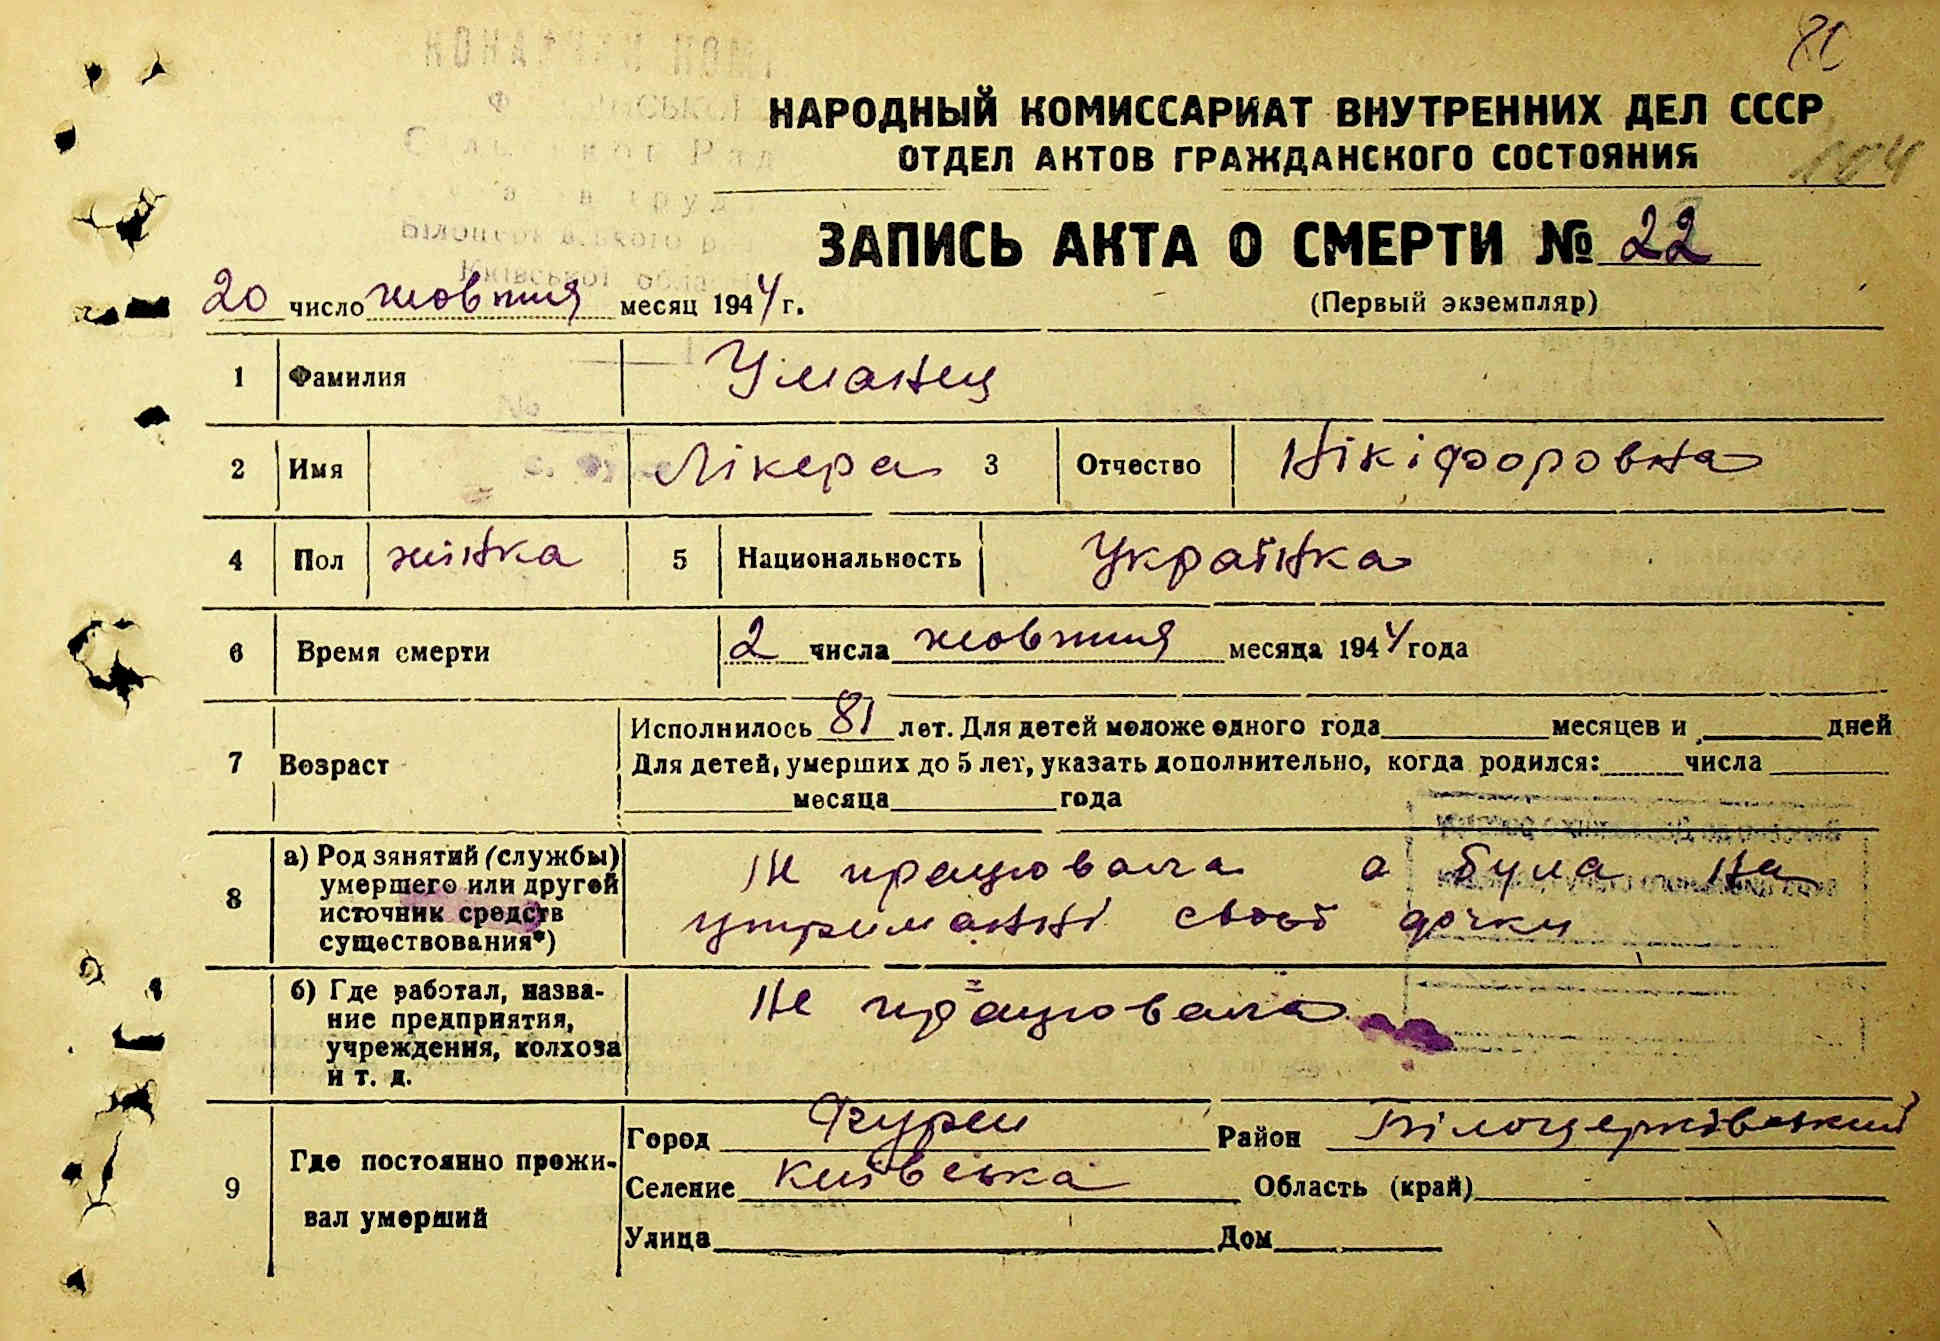 80
НАРОДНЫЙ КОМИССАРИАТ ВНУТРЕННИХ ДЕЛ СССР
ОТДЕЛ АКТОВ ГРАЖДАНСКОГО СОСТОЯНИЯ
104
ЗАПИСЬ АКТА О СМЕРТИ № 22
20 число жовтня месяц 1944 г.
(Первый экземпляр)
1 Фамилия Уманец
2 Имя Лікера 3 Отчество Нікіфоровна
4 Пол жінка 5 Национальность Українка
6 Время смерти 2 числа жовтня месяца 1944 года
7 Возраст Исполнилось 81 лет. Для детей моложе одного года месяцев и дней
Для детей, умерших до 5 лет, указать дополнительно, когда родился: числа
месяца года
8 а) Род занятий (службы) умершего или другой источник средств существования*) Не працювала а була на
утриманні своєї дочки
б) Где работал, название предприятия, учреждения, колхоза и т. д. Не працювала
9 Где постоянно проживал умерший
Город Фурси Район Білоцерківський
Селение київська Область (край)
Улица Дом